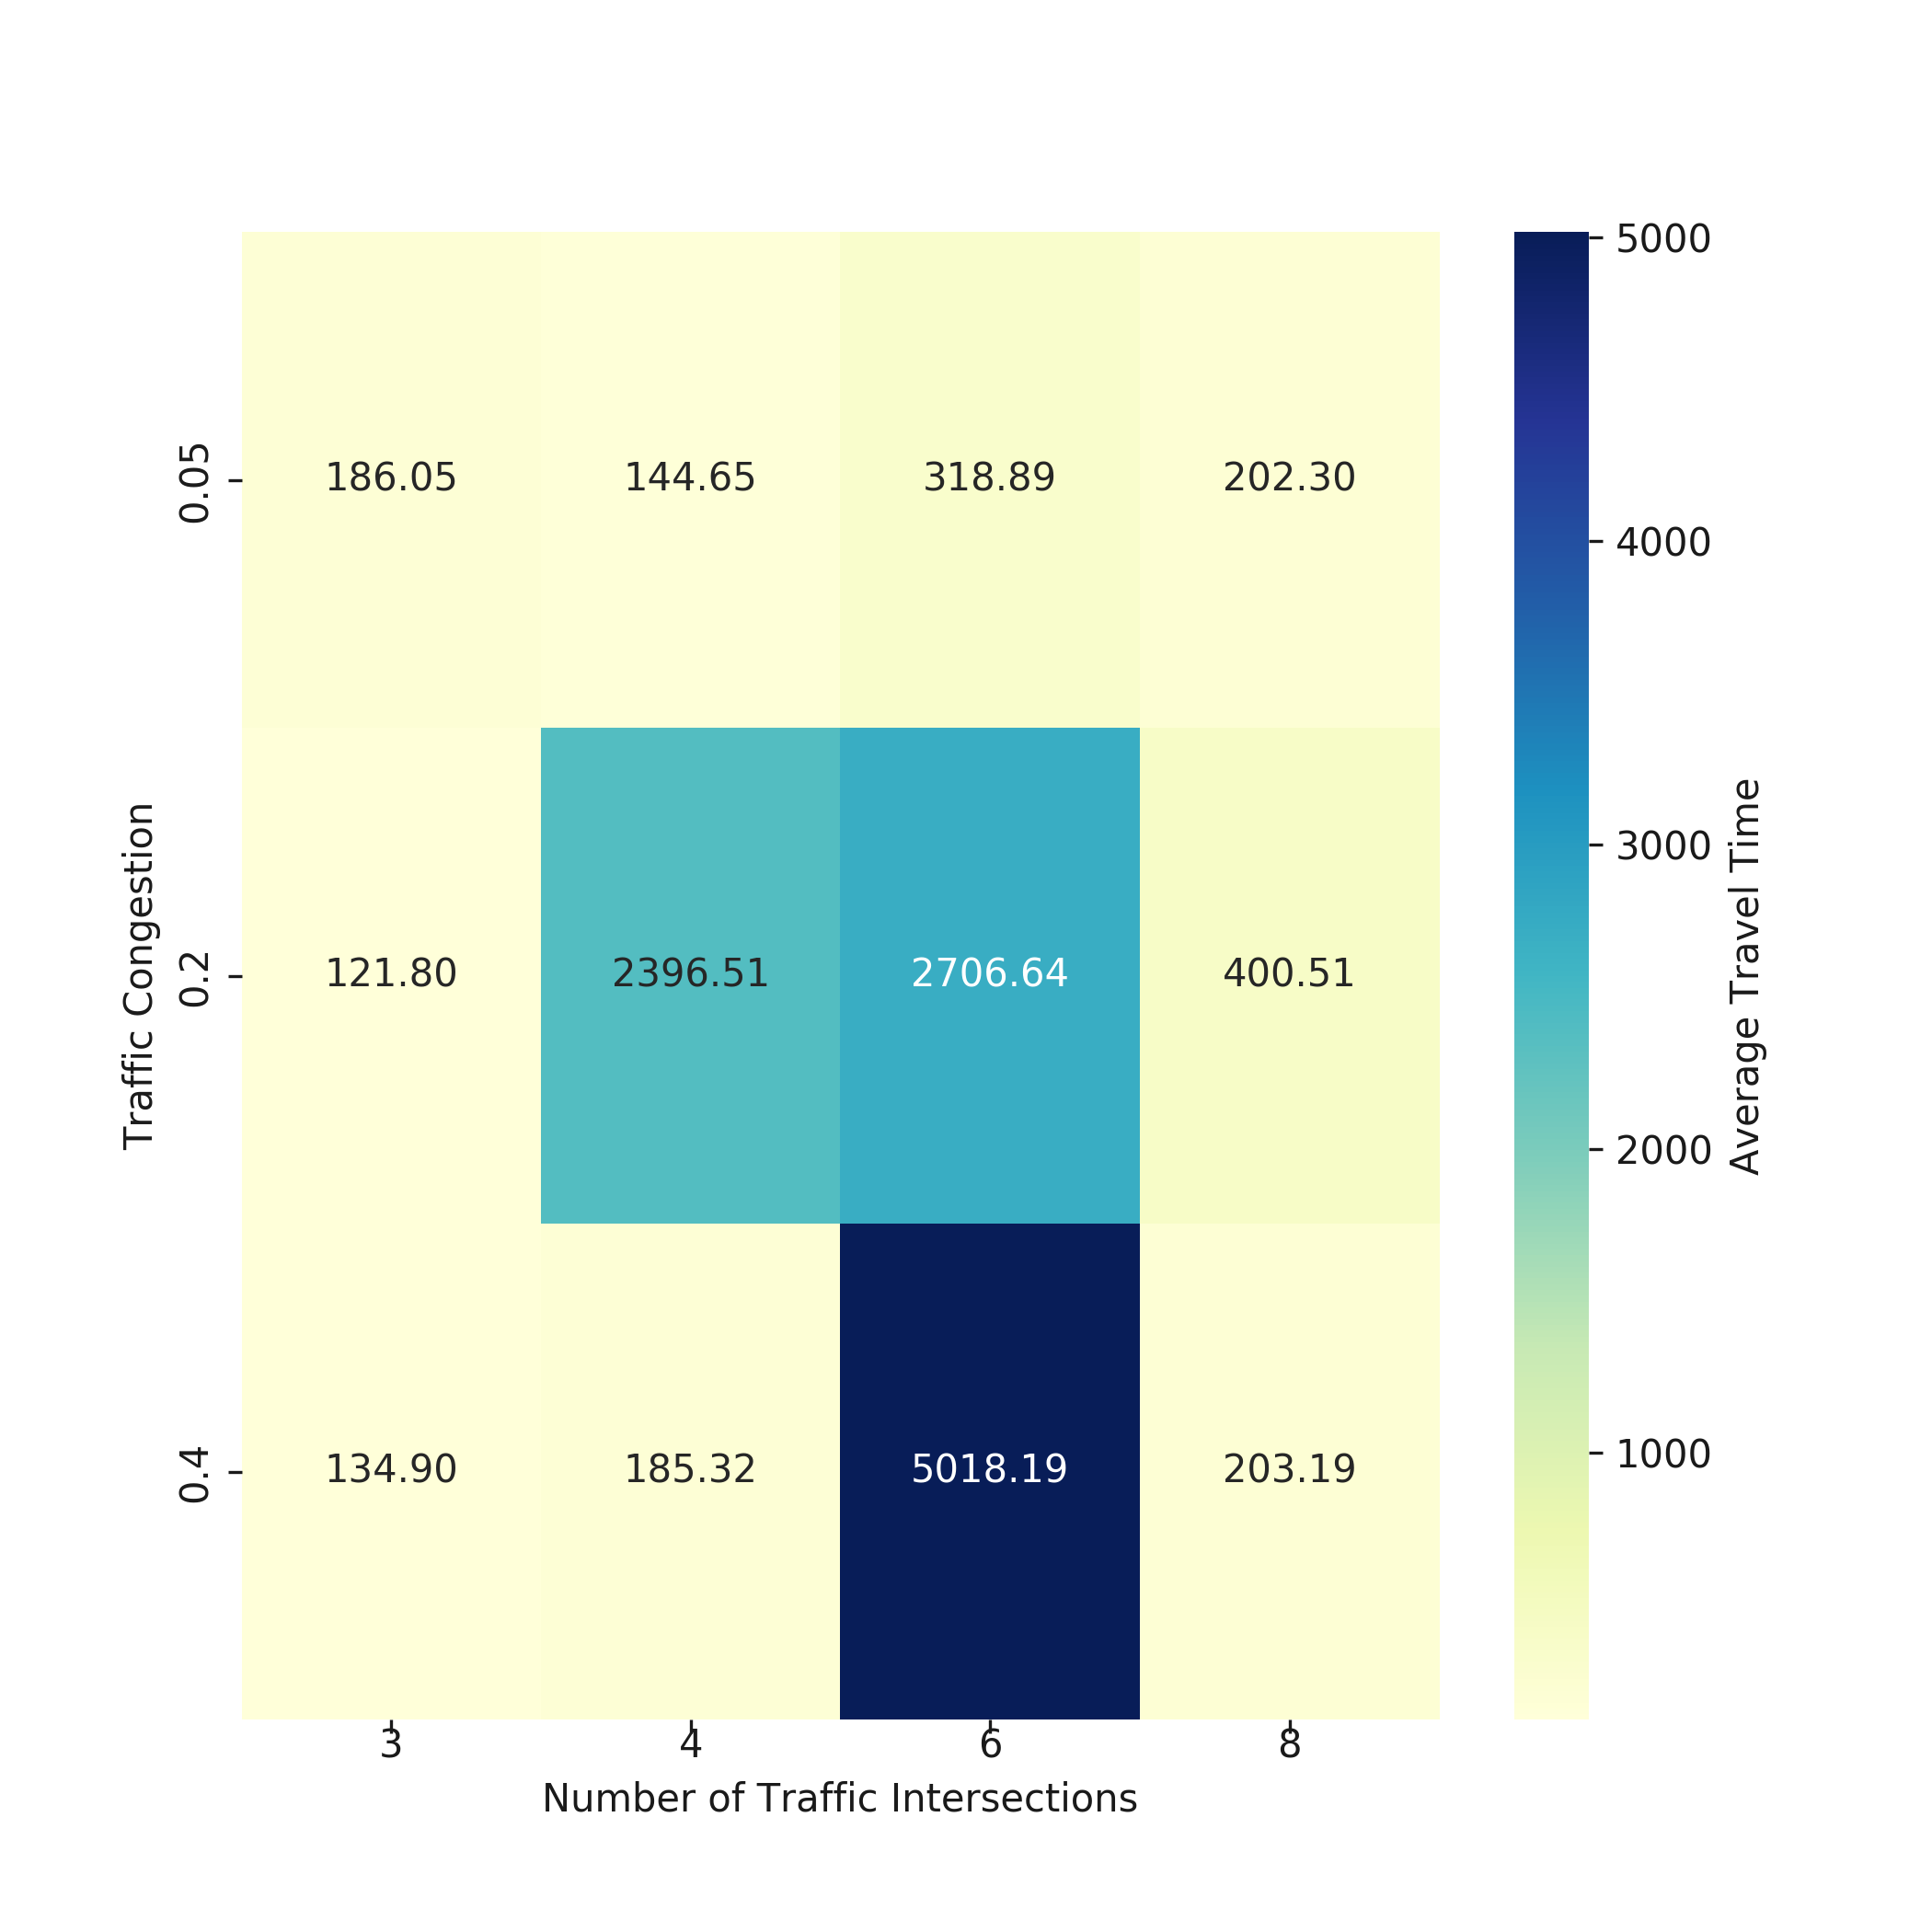 Traffic Congestion
0.05
0.2
0.4
186.05 144.65 318.89 202.30
121.80 2396.51 2706.64 400.51
134.90 185.32 5018.19 203.19
3 4 6 8
Number of Traffic Intersections
5000
4000
3000
2000
1000
Average Travel Time